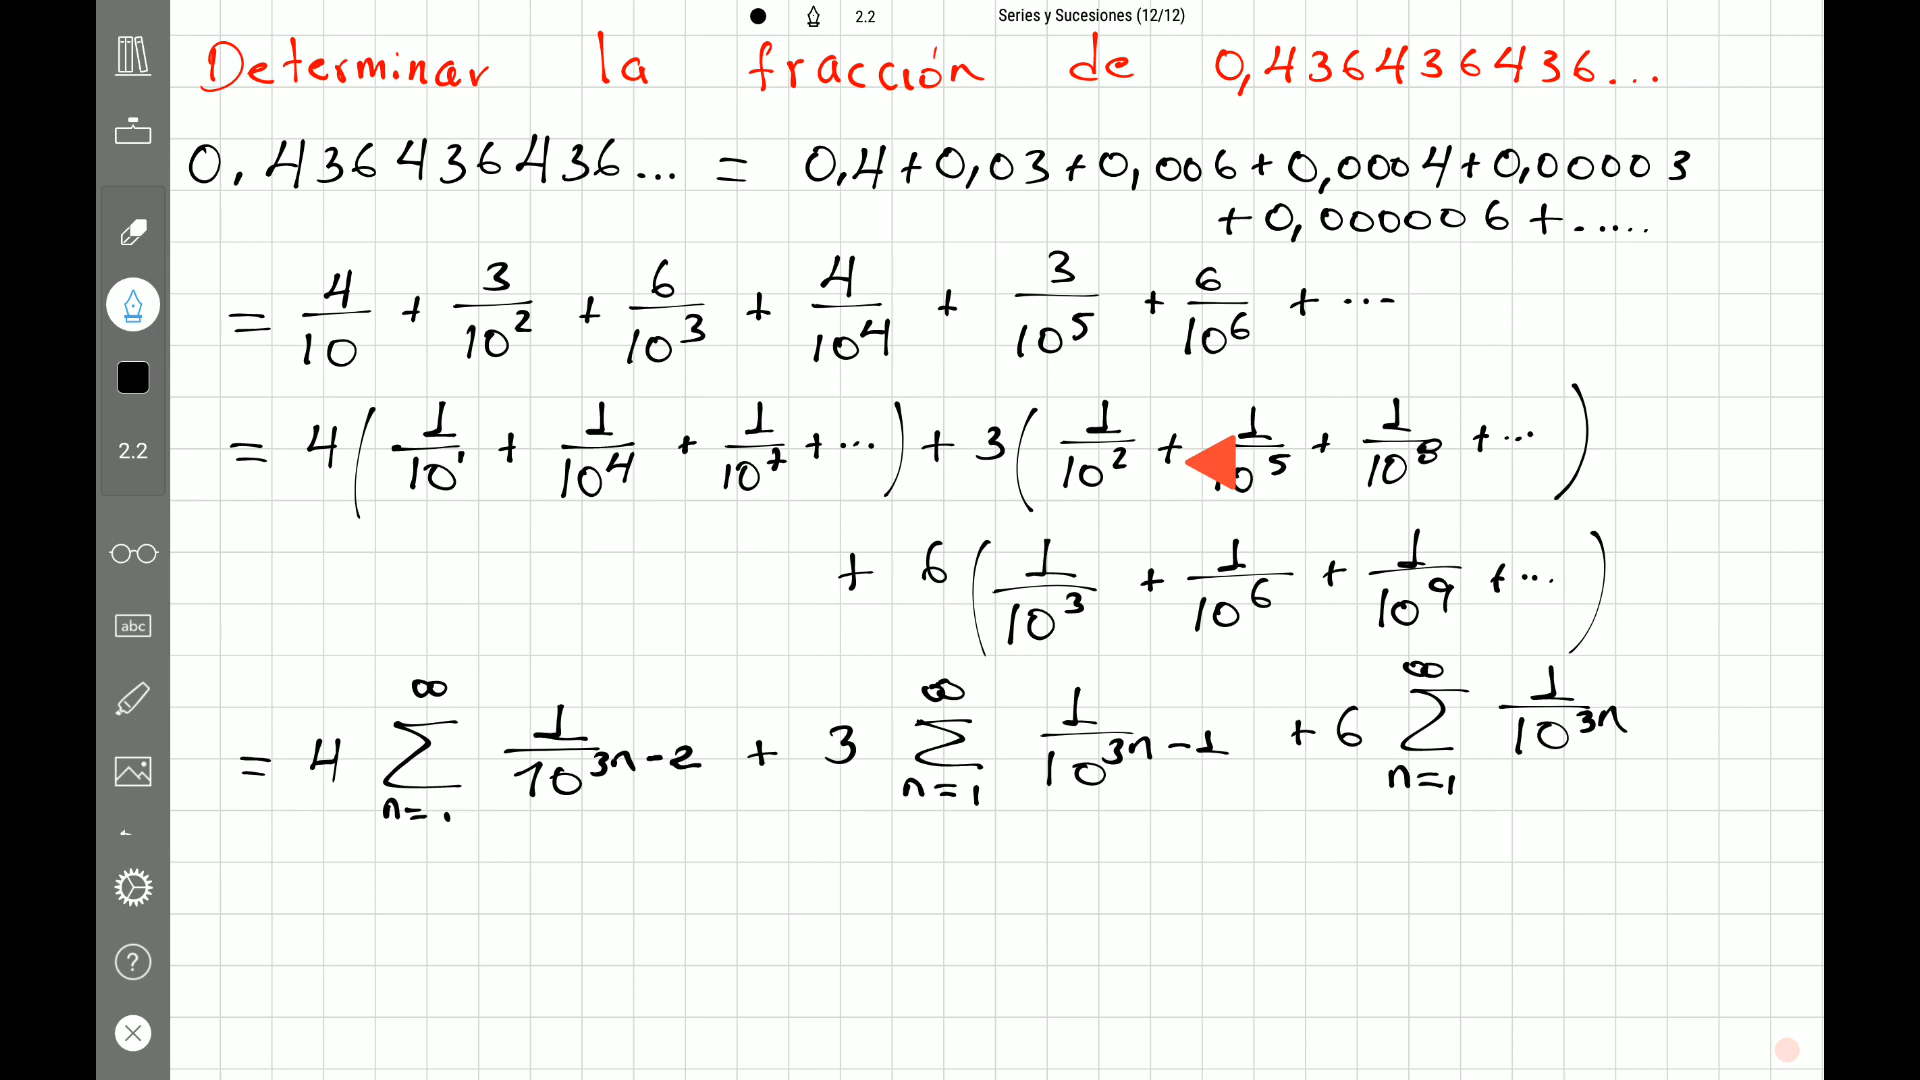 2.2 Series y Sucesiones (12/12)
Determinar la fracción de 0,436436436...
0,436436436... = 0,4+0,03+0,006+0,0004+0,00003
+0,000006+.....
= 4/10 + 3/10² + 6/10³ + 4/10⁴ + 3/10⁵ + 6/10⁶ + ...
2.2
= 4(1/10¹ + 1/10⁴ + 1/10⁷ + ...) + 3(1/10² + 1/10⁵ + 1/10⁸ + ...)
+ 6(1/10³ + 1/10⁶ + 1/10⁹ + ...)
abc
= 4 ∑_{n=1}^{∞} 1/10^{3n-2} + 3 ∑_{n=1}^{∞} 1/10^{3n-1} + 6 ∑_{n=1}^{∞} 1/10^{3n}
?